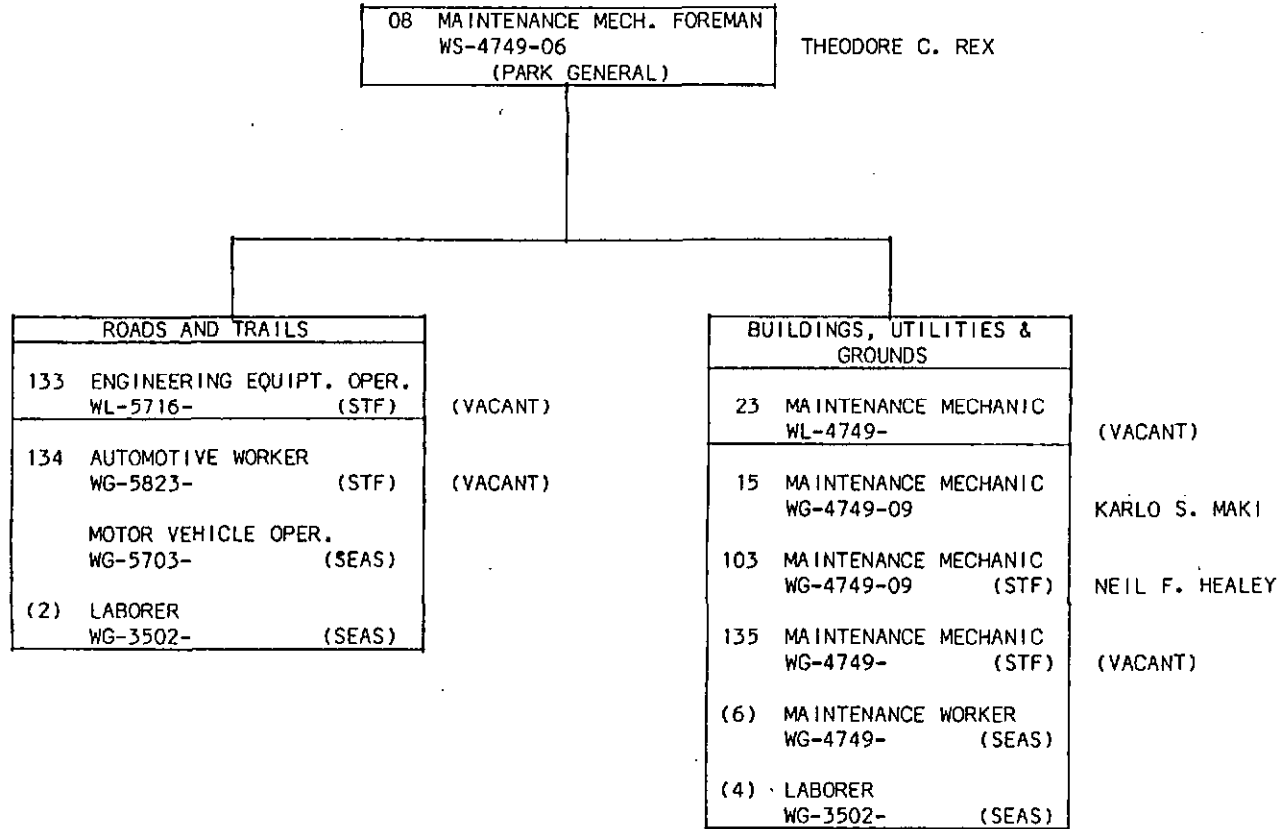 08 MAINTENANCE MECH. FOREMAN
WS-4749-06
(PARK GENERAL)
THEODORE C. REX
ROADS AND TRAILS
133 ENGINEERING EQUIPT. OPER.
WL-5716- (STF) (VACANT)
134 AUTOMOTIVE WORKER
WG-5823- (STF) (VACANT)
MOTOR VEHICLE OPER.
WG-5703- (SEAS)
(2) LABORER
WG-3502- (SEAS)
BUILDINGS, UTILITIES &
GROUNDS
23 MAINTENANCE MECHANIC
WL-4749- (VACANT)
15 MAINTENANCE MECHANIC
WG-4749-09 KARLO S. MAKI
103 MAINTENANCE MECHANIC
WG-4749-09 (STF) NEIL F. HEALEY
135 MAINTENANCE MECHANIC
WG-4749- (STF) (VACANT)
(6) MAINTENANCE WORKER
WG-4749- (SEAS)
(4) LABORER
WG-3502- (SEAS)